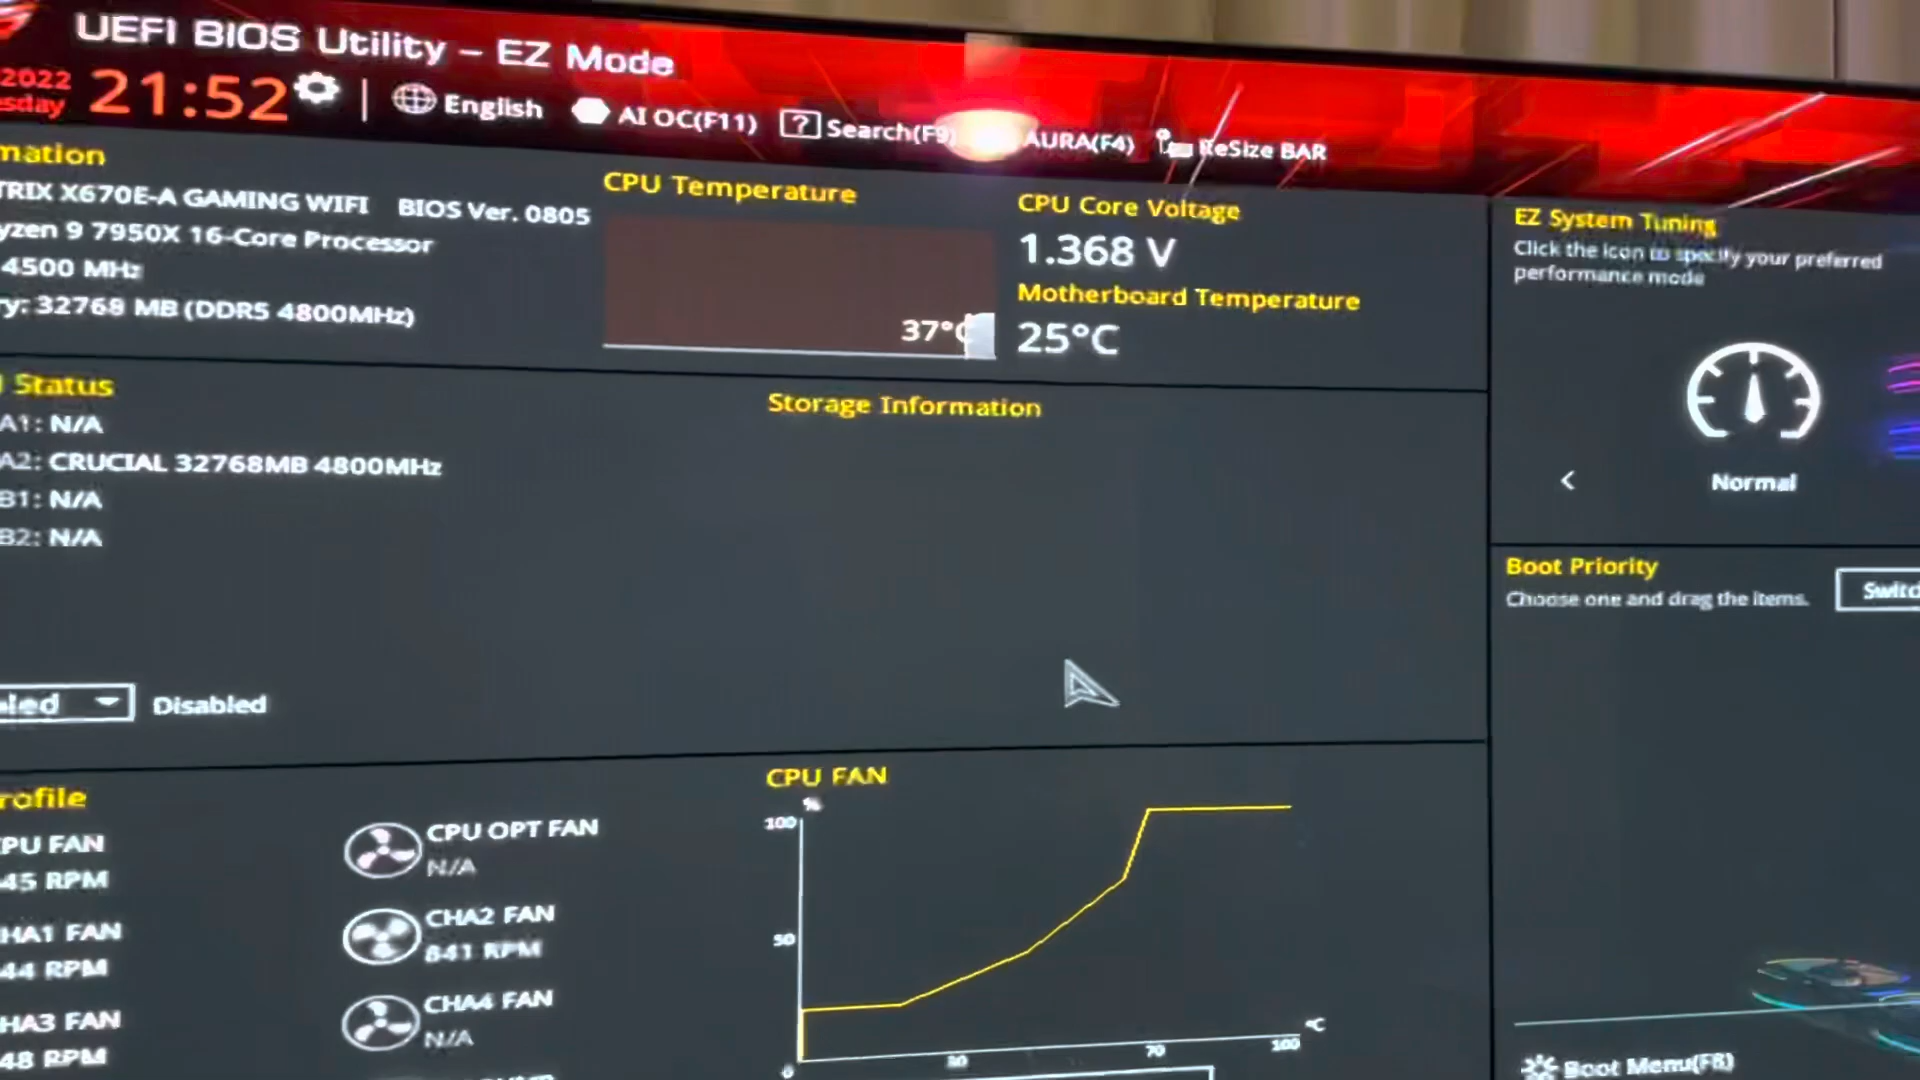 UEFI BIOS Utility – EZ Mode
2022
sday 21:52 English AI OC(F11) ? Search(F9) AURA(F4) ReSize BAR
mation
TRIX X670E-A GAMING WIFI BIOS Ver. 0805
yzen 9 7950X 16-Core Processor
4500 MHz
ry: 32768 MB (DDR5 4800MHz)
CPU Temperature
37°C
CPU Core Voltage
1.368 V
Motherboard Temperature
25°C
EZ System Tuning
Click the icon to specify your preferred
performance mode
Normal
Status
A1: N/A
A2: CRUCIAL 32768MB 4800MHz
B1: N/A
B2: N/A
Storage Information
Boot Priority
Choose one and drag the items.
Switc
led Disabled
rofile
PU FAN
45 RPM
HA1 FAN
44 RPM
HA3 FAN
48 RPM
CPU OPT FAN
N/A
CHA2 FAN
841 RPM
CHA4 FAN
N/A
CPU FAN
%
100
50
0
30 70 100
°C
Boot Menu(F8)